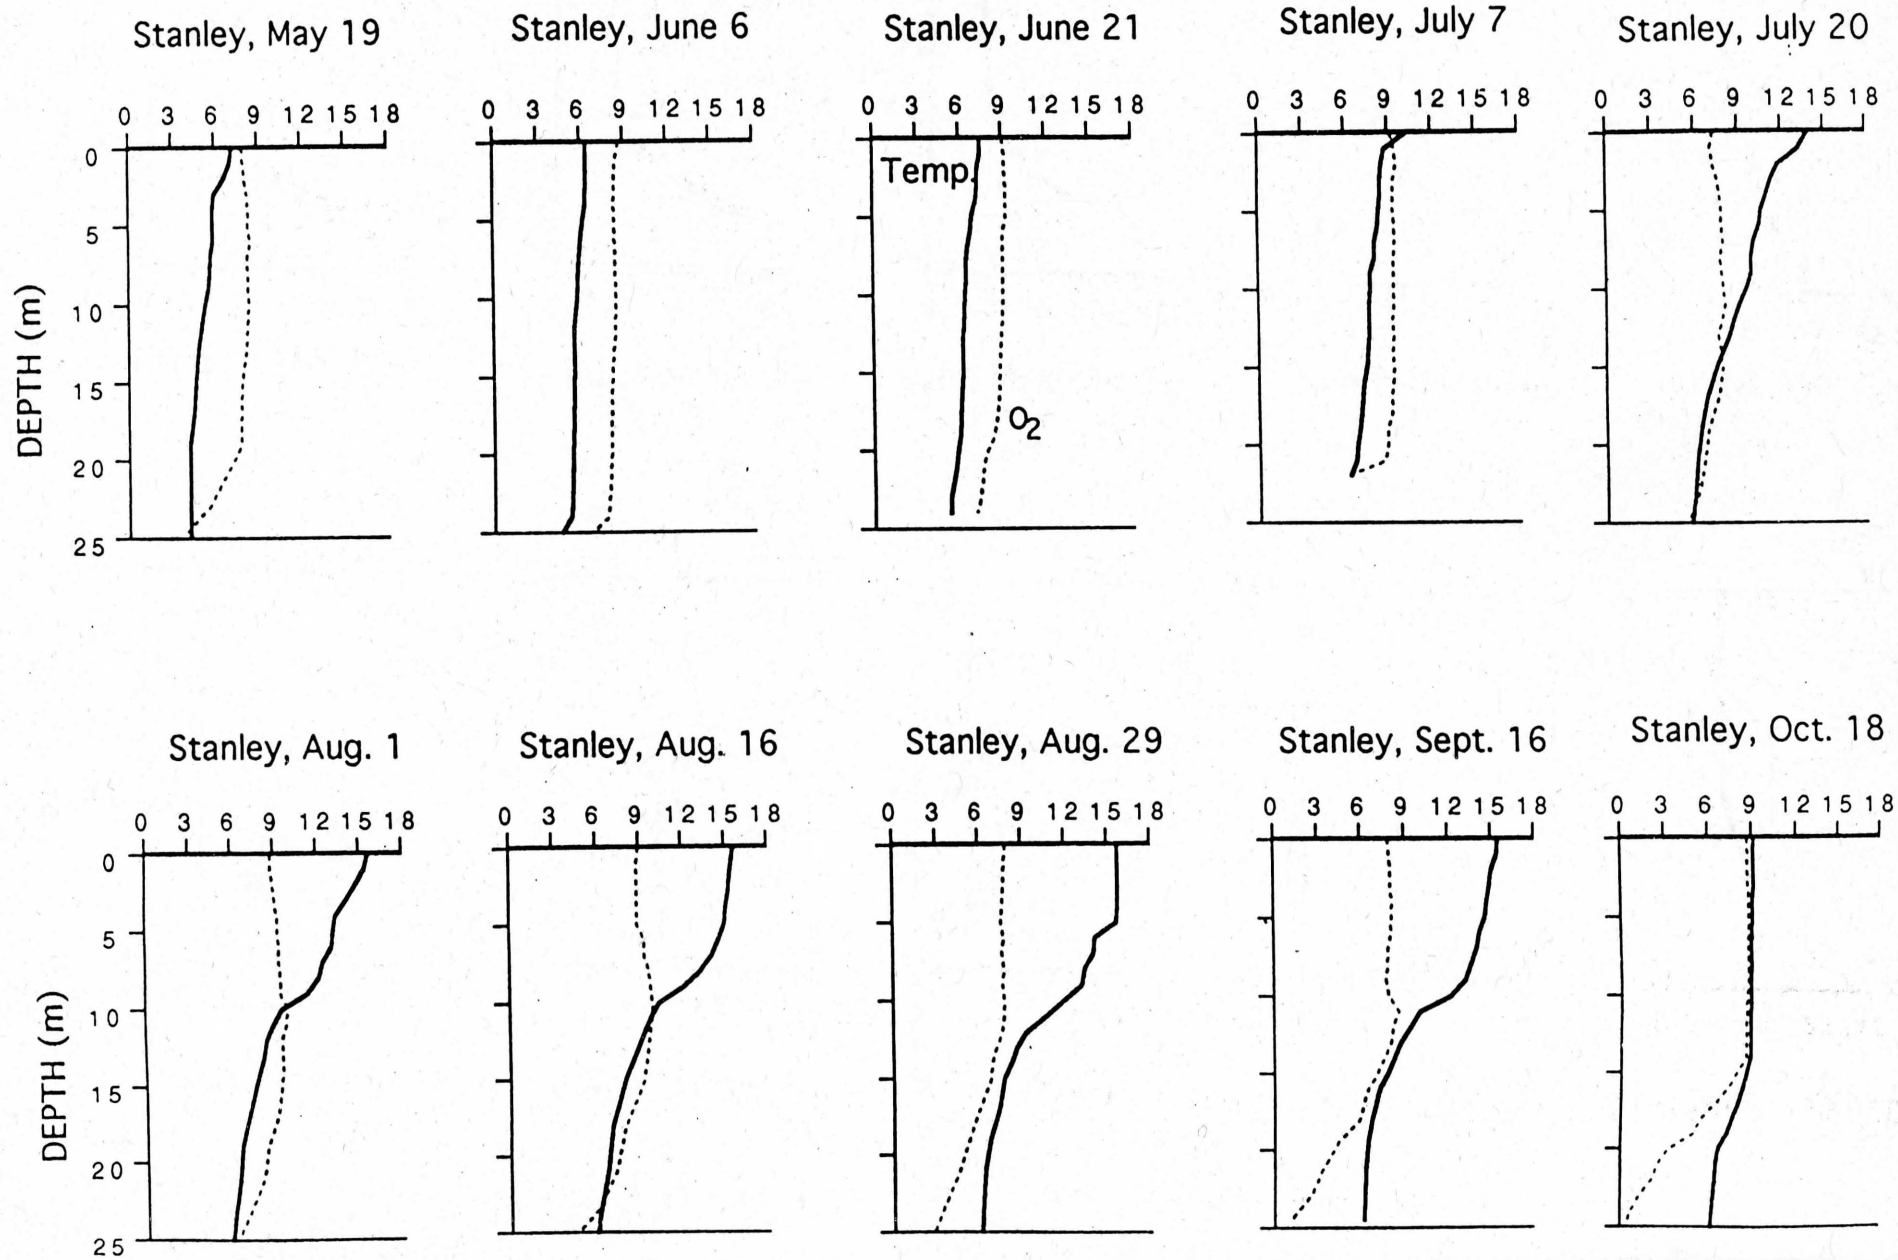 Stanley, May 19
Stanley, June 6
Stanley, June 21
Stanley, July 7
Stanley, July 20
0 3 6 9 12 15 18
0 3 6 9 12 15 18
0 3 6 9 12 15 18
0 3 6 9 12 15 18
0 3 6 9 12 15 18
DEPTH (m)
0
5
10
15
20
25
Temp.
O2
Stanley, Aug. 1
Stanley, Aug. 16
Stanley, Aug. 29
Stanley, Sept. 16
Stanley, Oct. 18
0 3 6 9 12 15 18
0 3 6 9 12 15 18
0 3 6 9 12 15 18
0 3 6 9 12 15 18
0 3 6 9 12 15 18
DEPTH (m)
0
5
10
15
20
25